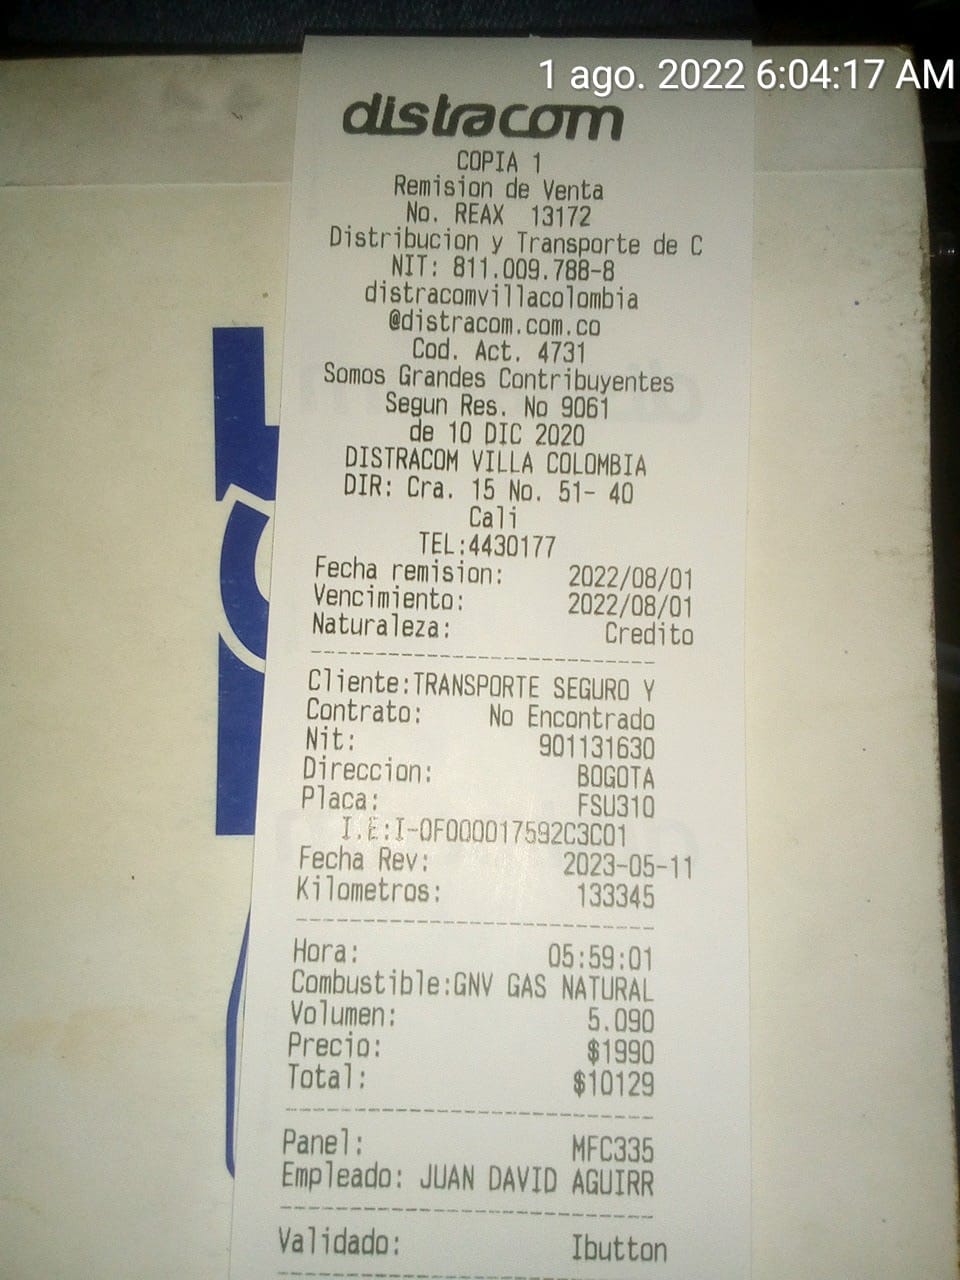 1 ago. 2022 6:04:17 AM
distracom
COPIA 1
Remision de Venta
No. REAX 13172
Distribucion y Transporte de C
NIT: 811.009.788-8
distracomvillacolombia
@distracom.com.co
Cod. Act. 4731
Somos Grandes Contribuyentes
Segun Res. No 9061
de 10 DIC 2020
DISTRACOM VILLA COLOMBIA
DIR: Cra. 15 No. 51- 40
Cali
TEL:4430177
Fecha remision: 2022/08/01
Vencimiento: 2022/08/01
Naturaleza: Credito
Cliente:TRANSPORTE SEGURO Y
Contrato: No Encontrado
Nit: 901131630
Direccion: BOGOTA
Placa: FSU310
I.E:I-0F000017592C3C01
Fecha Rev: 2023-05-11
Kilometros: 133345
Hora: 05:59:01
Combustible:GNV GAS NATURAL
Volumen: 5.090
Precio: $1990
Total: $10129
Panel: MFC335
Empleado: JUAN DAVID AGUIRR
Validado: Ibutton